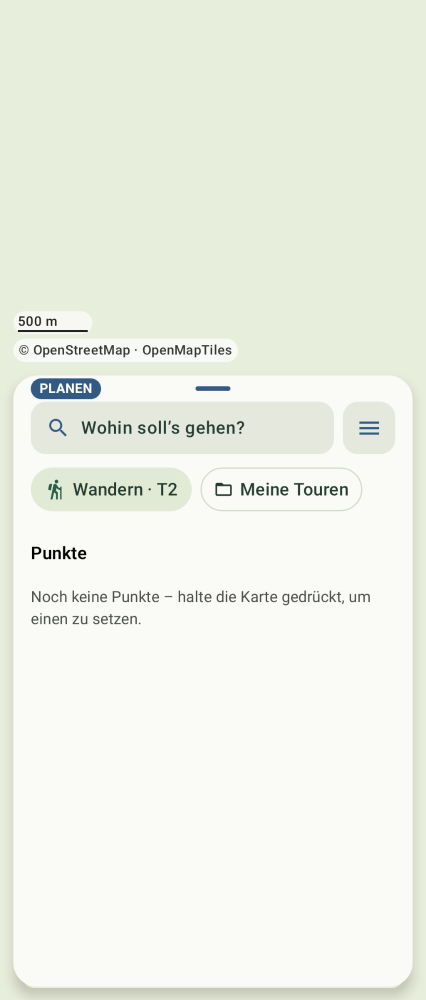 500 m
© OpenStreetMap · OpenMapTiles
PLANEN
Wohin soll’s gehen?
Wandern · T2
Meine Touren
Punkte
Noch keine Punkte – halte die Karte gedrückt, um
einen zu setzen.